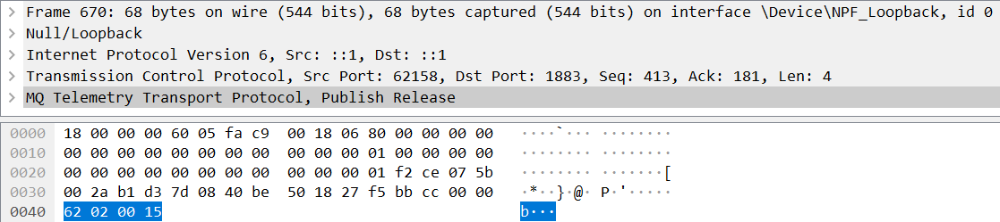 Frame 670: 68 bytes on wire (544 bits), 68 bytes captured (544 bits) on interface \Device\NPF_Loopback, id 0
Null/Loopback
Internet Protocol Version 6, Src: ::1, Dst: ::1
Transmission Control Protocol, Src Port: 62158, Dst Port: 1883, Seq: 413, Ack: 181, Len: 4
MQ Telemetry Transport Protocol, Publish Release
0000 18 00 00 00 60 05 fa c9 00 18 06 80 00 00 00 00 ····`··· ········
0010 00 00 00 00 00 00 00 00 00 00 00 01 00 00 00 00 ········ ········
0020 00 00 00 00 00 00 00 00 00 00 00 01 f2 ce 07 5b ········ ·······[
0030 00 2a b1 d3 7d 08 40 be 50 18 27 f5 bb cc 00 00 ·*··}·@· P·'·····
0040 62 02 00 15 b···